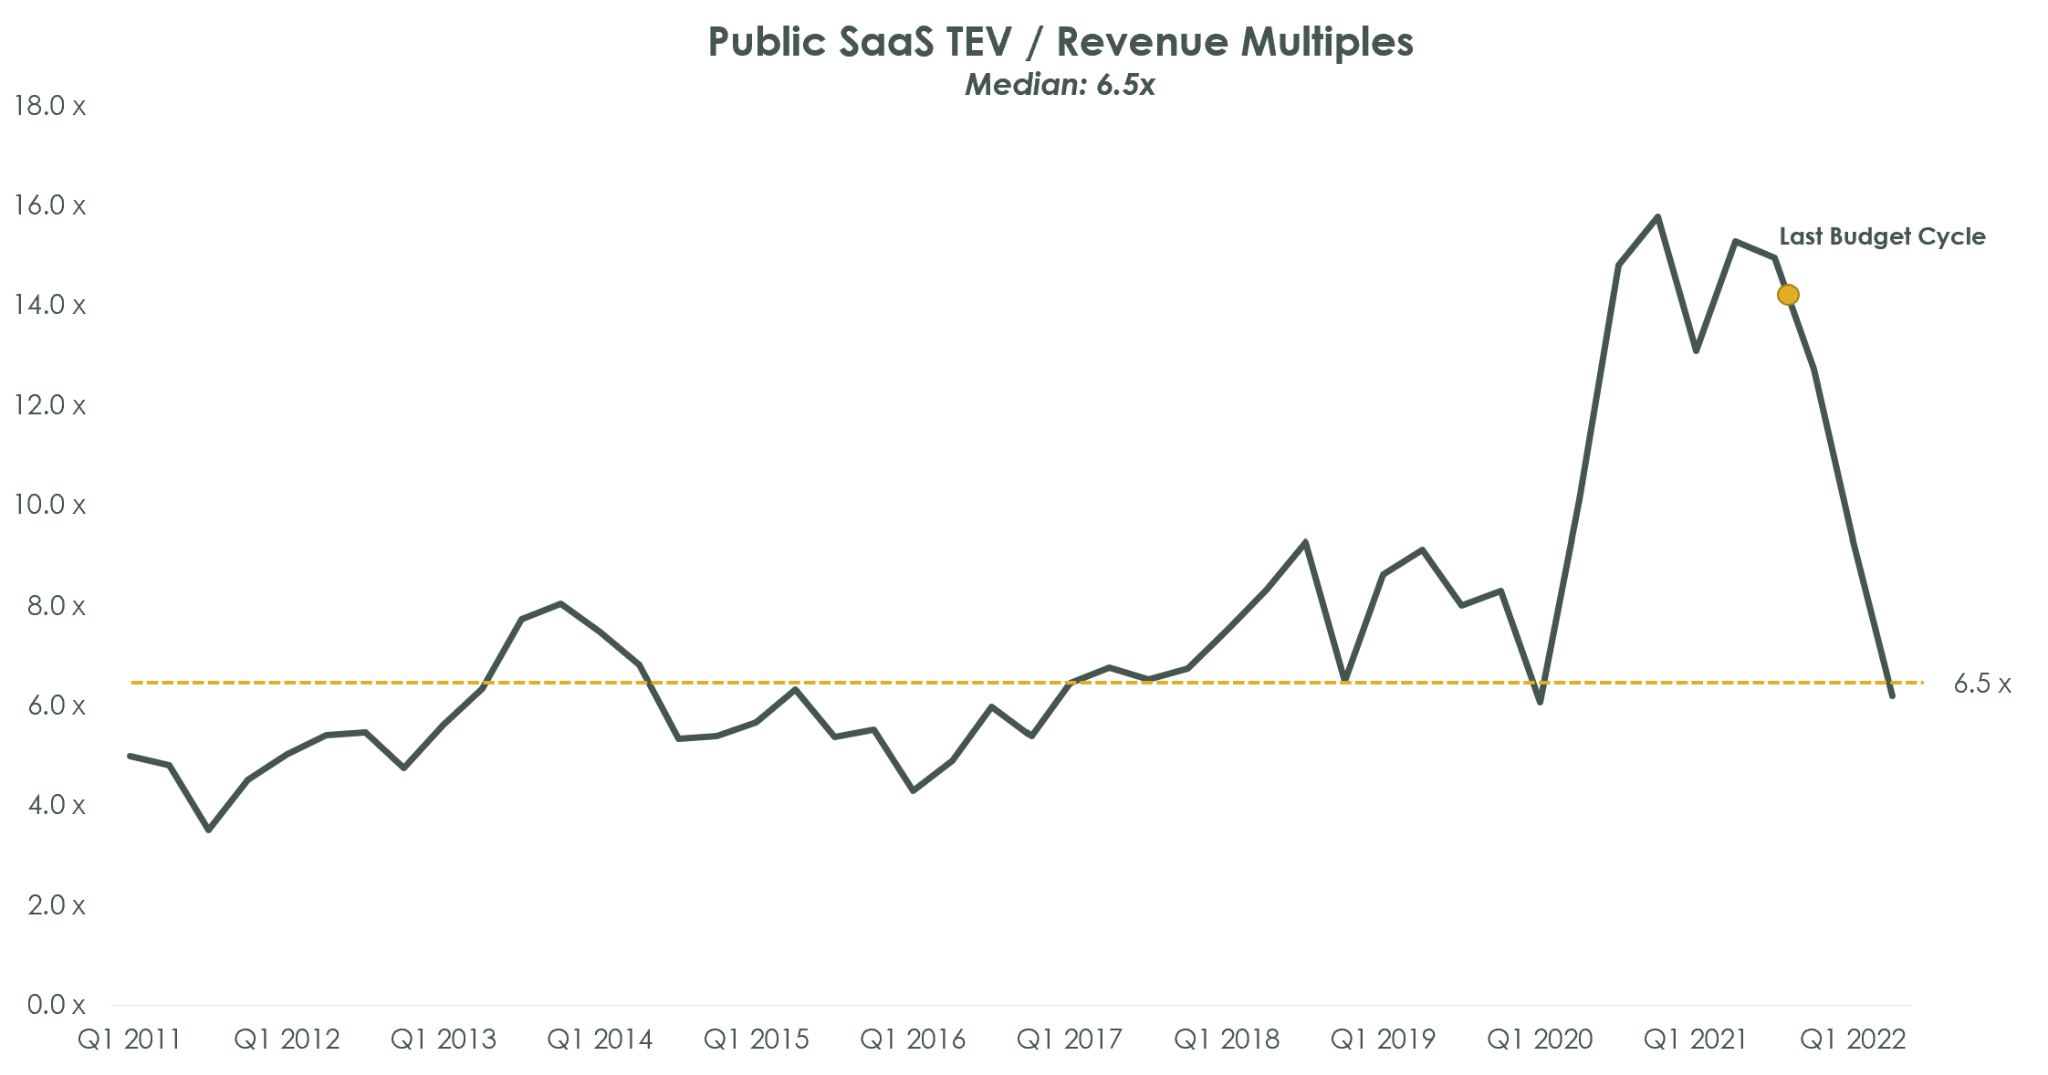 Public SaaS TEV / Revenue Multiples
Median: 6.5x
18.0 x
16.0 x
Last Budget Cycle
14.0 x
12.0 x
10.0 x
8.0 x
6.5 x
6.0 x
4.0 x
2.0 x
0.0 x
Q1 2011 Q1 2012 Q1 2013 Q1 2014 Q1 2015 Q1 2016 Q1 2017 Q1 2018 Q1 2019 Q1 2020 Q1 2021 Q1 2022